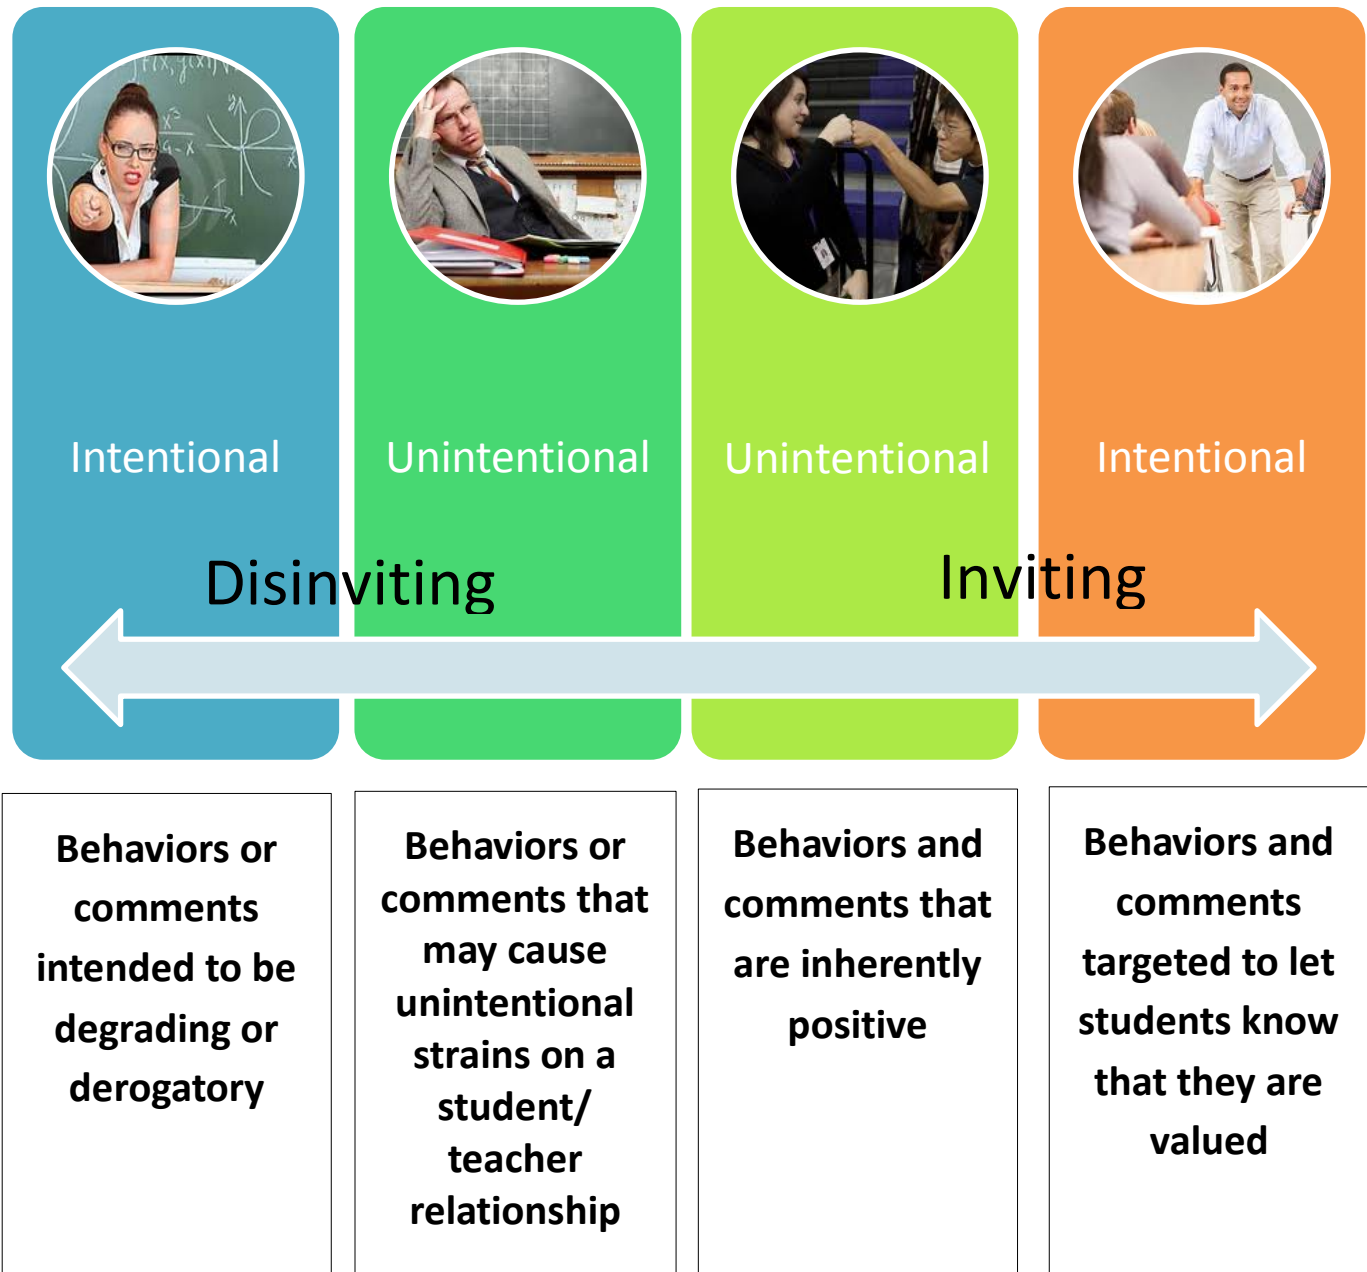 Intentional
Unintentional
Unintentional
Intentional
Disinviting
Inviting
Behaviors or
comments
intended to be
degrading or
derogatory
Behaviors or
comments that
may cause
unintentional
strains on a
student/
teacher
relationship
Behaviors and
comments that
are inherently
positive
Behaviors and
comments
targeted to let
students know
that they are
valued